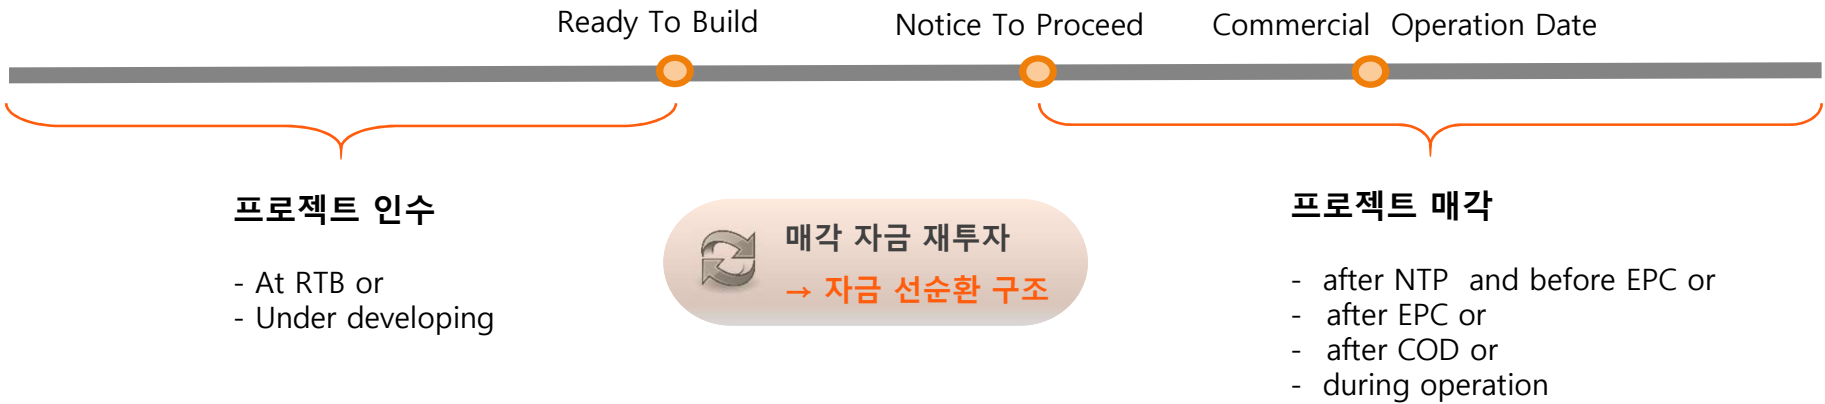 Ready To Build
Notice To Proceed
Commercial Operation Date
프로젝트 인수
- At RTB or
- Under developing
매각 자금 재투자
→ 자금 선순환 구조
프로젝트 매각
- after NTP and before EPC or
- after EPC or
- after COD or
- during operation